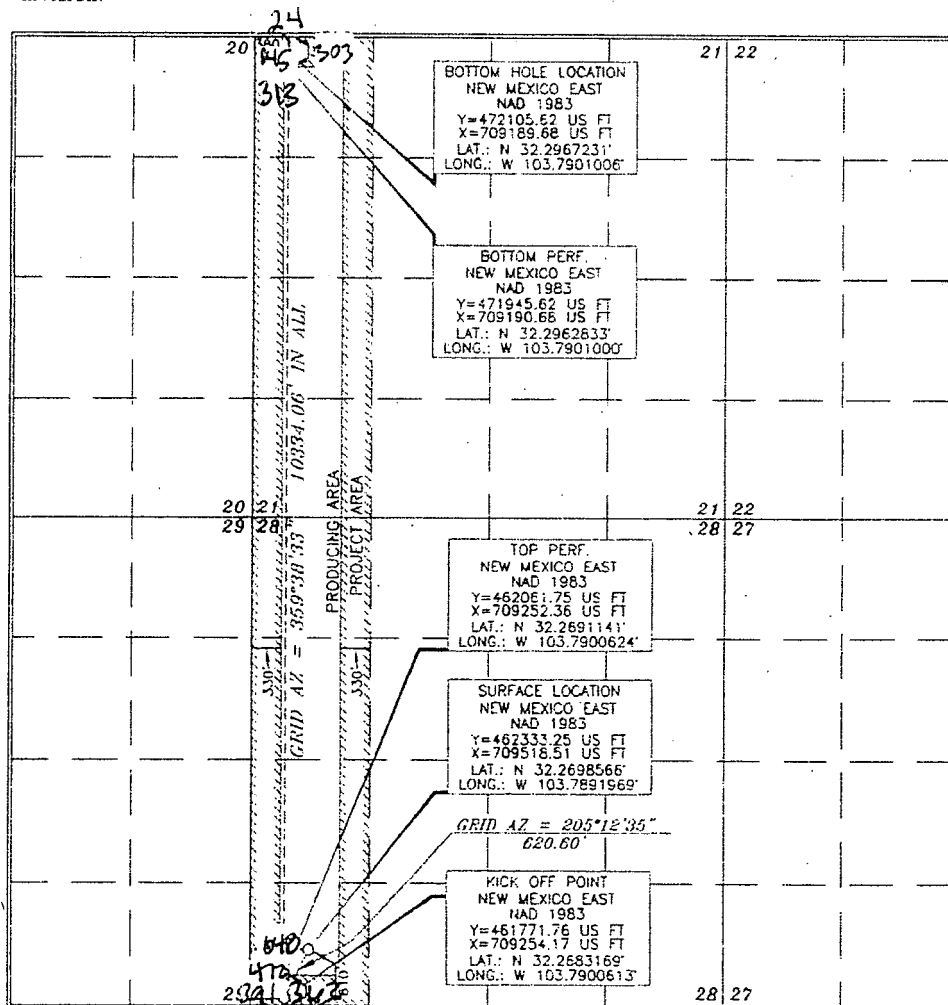 24
20
21 22
145
2303
313
BOTTOM HOLE LOCATION
NEW MEXICO EAST
NAD 1983
Y=472105.62 US FT
X=709189.68 US FT
LAT.: N 32.2967231°
LONG.: W 103.7901006°
BOTTOM PERF.
NEW MEXICO EAST
NAD 1983
Y=471945.62 US FT
X=709190.68 US FT
LAT.: N 32.2962833°
LONG.: W 103.7901000°
GRID AZ = 359°38'33" 10334.06' IN ALL
PRODUCING AREA
PROJECT AREA
20 21
29 28
21 22
28 27
330'
330'
TOP PERF.
NEW MEXICO EAST
NAD 1983
Y=462061.75 US FT
X=709252.36 US FT
LAT.: N 32.2691141°
LONG.: W 103.7900624°
SURFACE LOCATION
NEW MEXICO EAST
NAD 1983
Y=462333.25 US FT
X=709518.51 US FT
LAT.: N 32.2698566°
LONG.: W 103.7891969°
GRID AZ = 205°12'35"
620.60'
KICK OFF POINT
NEW MEXICO EAST
NAD 1983
Y=461771.76 US FT
X=709254.17 US FT
LAT.: N 32.2683169°
LONG.: W 103.7900613°
648
28 27